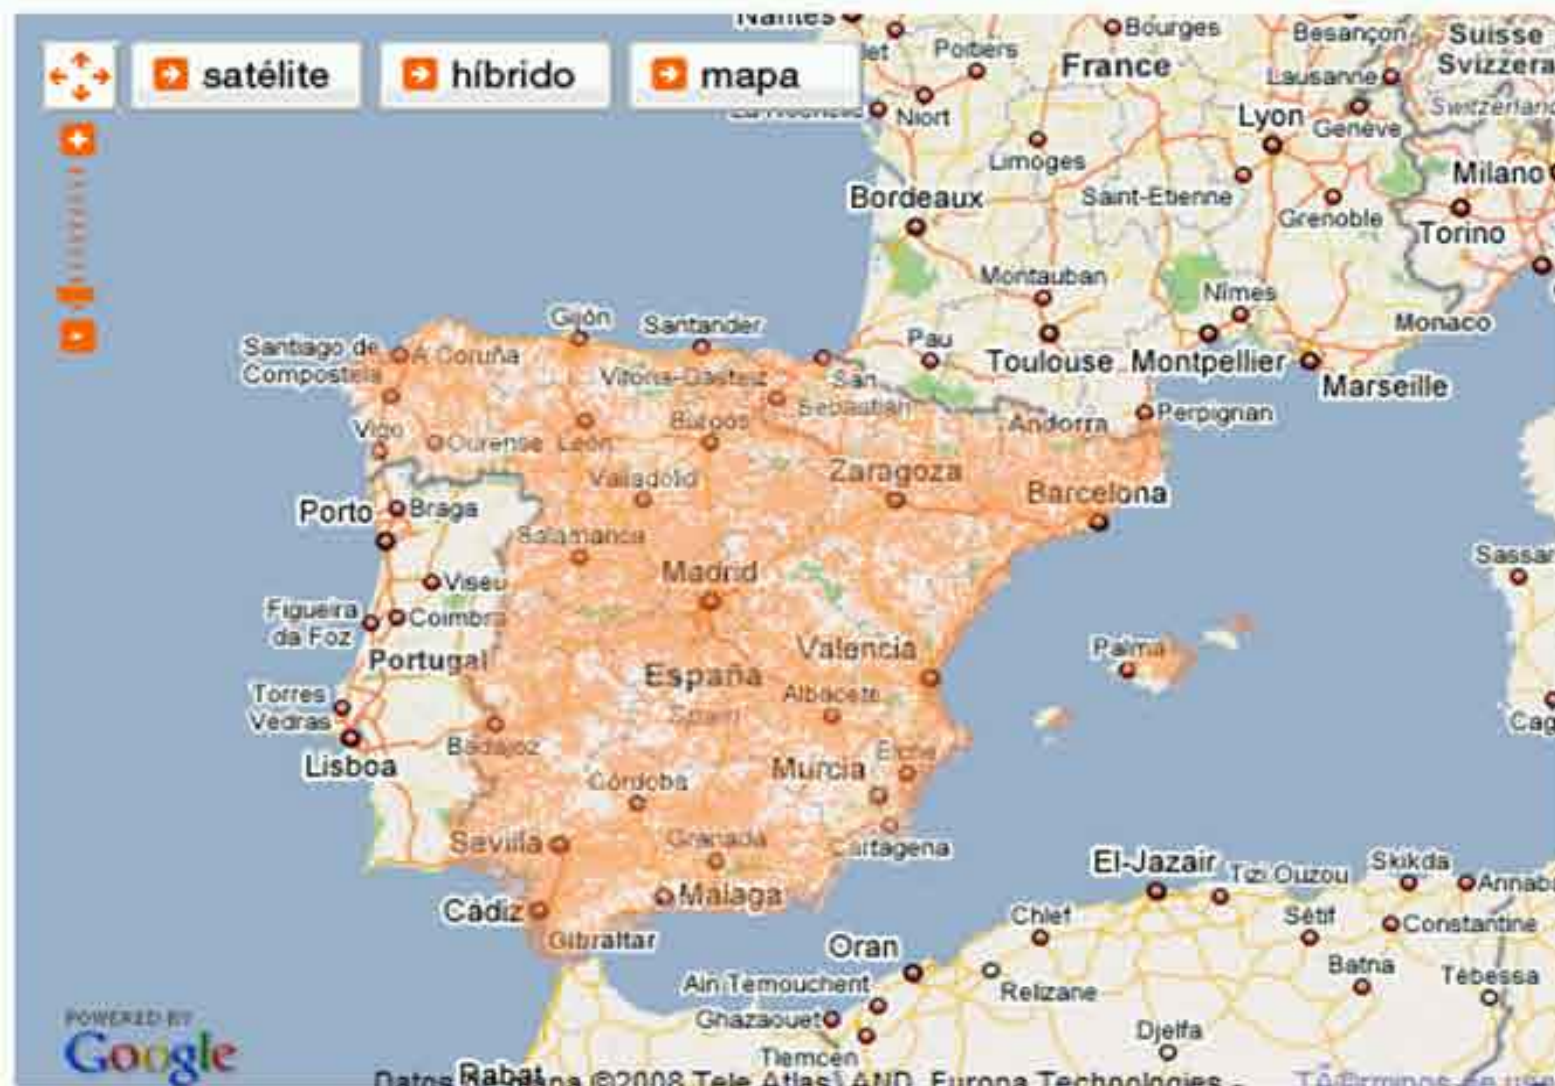 Nantes
Bourges
Besançon
Suisse
Svizzera
Switzerland
Poitiers
France
Lausanne
satélite
híbrido
mapa
Niort
Lyon
Genève
Limoges
Milano
Bordeaux
Saint-Etienne
Grenoble
Torino
Montauban
Nîmes
Monaco
Gijón
Santander
Pau
Toulouse
Montpellier
Marseille
Santiago de
Compostela
A Coruña
Vitoria-Gasteiz
San
Sebastian
Andorra
Perpignan
Vigo
Ourense
León
Burgos
Valladolid
Zaragoza
Barcelona
Porto
Braga
Salamanca
Madrid
Sassar
Viseu
Figueira
da Foz
Coimbra
Portugal
Valencia
Palma
España
Spain
Albacete
Torres
Vedras
Badajoz
Cag
Lisboa
Murcia
Elche
Córdoba
Sevilla
Granada
Cartagena
El-Jazair
Tizi Ouzou
Skikda
Annaba
Cádiz
Málaga
Chlef
Sétif
Constantine
Gibraltar
Oran
Ain Temouchent
Relizane
Batna
Tébessa
Ghazaouet
POWERED BY
Google
Tlemcen
Djelfa
Rabat
Datos ©2008 Tele Atlas, AND, Europa Technologies -